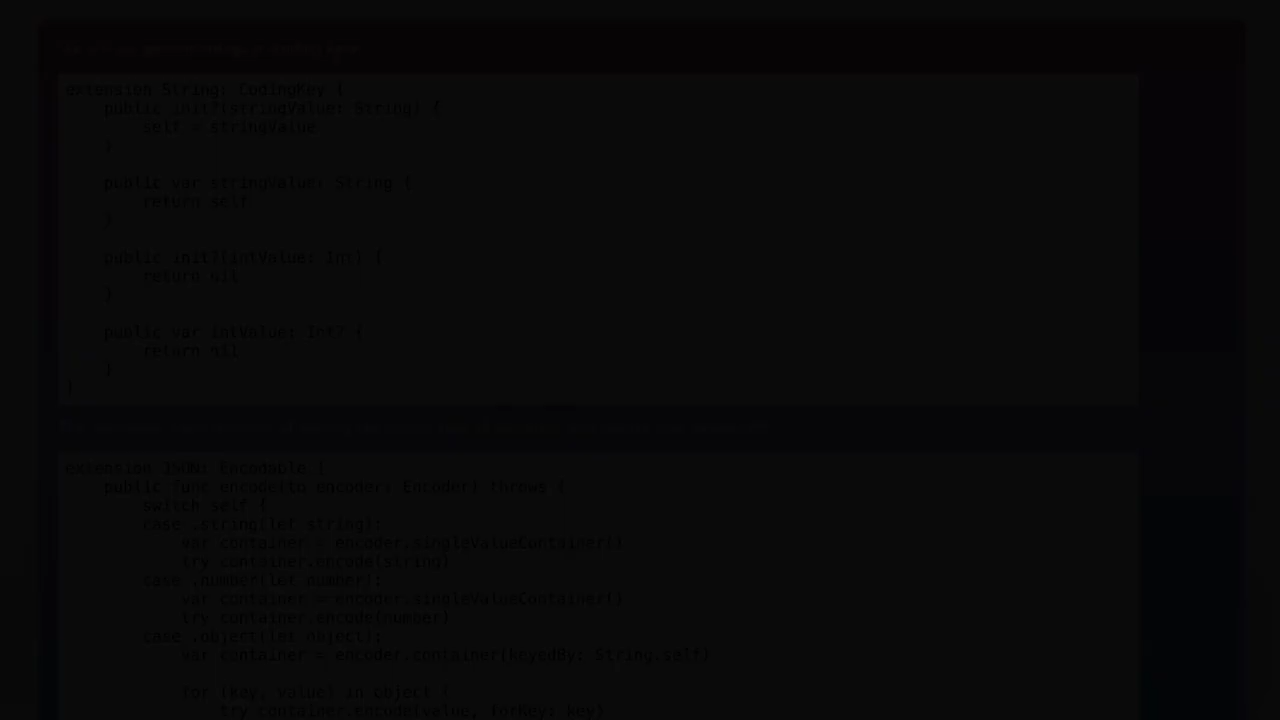 extension String: CodingKey {
    public init?(stringValue: String) {
        self = stringValue
    }
    public var stringValue: String {
        return self
    }
    public init?(intValue: Int) {
        return nil
    }
    public var intValue: Int? {
        return nil
    }
}
extension JSON: Encodable {
    public func encode(to encoder: Encoder) throws {
        switch self {
        case .string(let string):
            var container = encoder.singleValueContainer()
            try container.encode(string)
        case .number(let number):
            var container = encoder.singleValueContainer()
            try container.encode(number)
        case .object(let object):
            var container = encoder.container(keyedBy: String.self)
            for (key, value) in object {
                try container.encode(value, forKey: key)